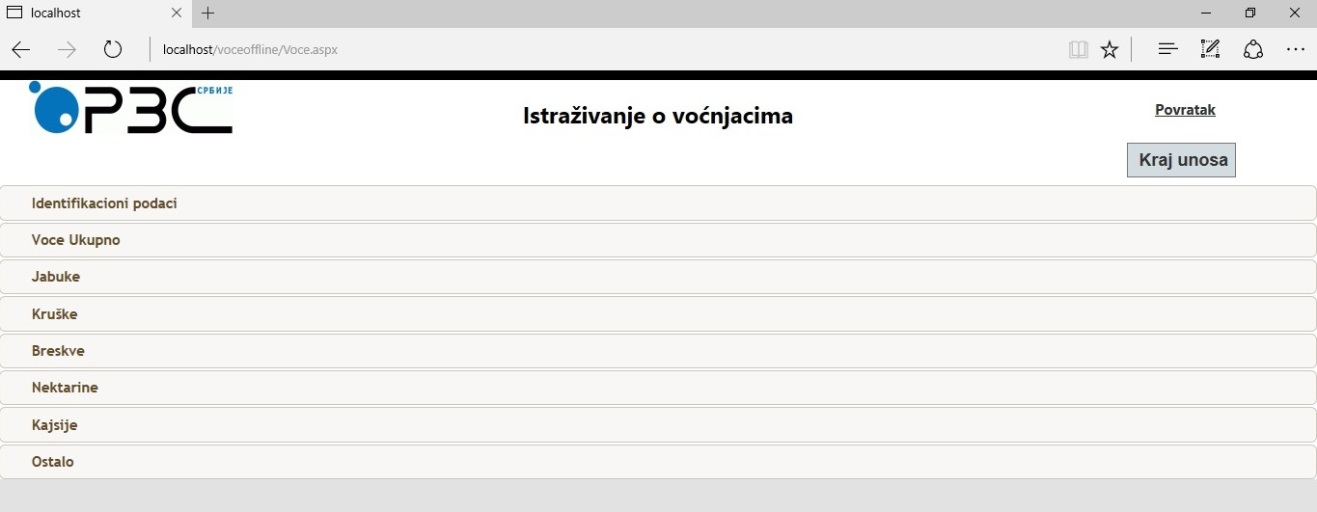 localhost
localhost/voceoffline/Voce.aspx
РЗС СРБИЈЕ
Istraživanje o voćnjacima
Povratak
Kraj unosa
Identifikacioni podaci
Voce Ukupno
Jabuke
Kruške
Breskve
Nektarine
Kajsije
Ostalo